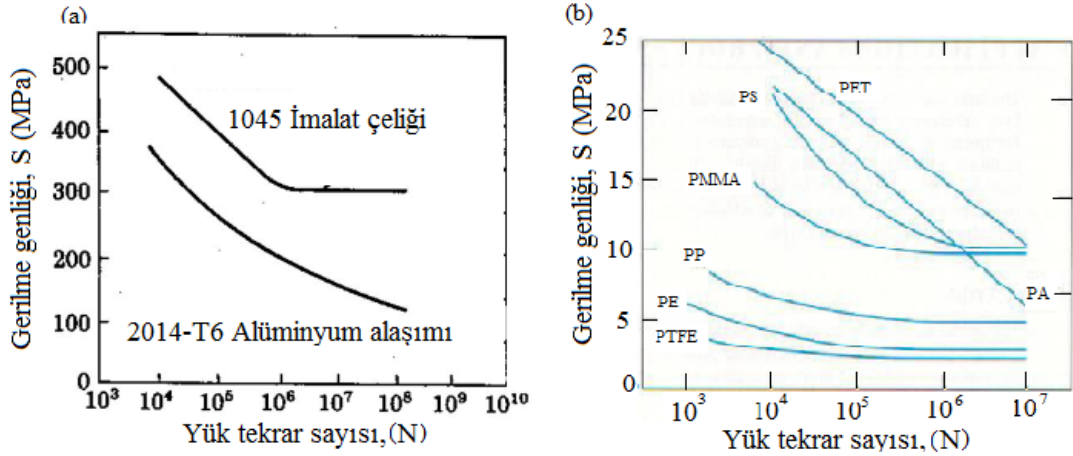 (a)
Gerilme genliği, S (MPa)
500
400
300
200
100
0
1045 İmalat çeliği
2014-T6 Alüminyum alaşımı
10³ 10⁴ 10⁵ 10⁶ 10⁷ 10⁸ 10⁹ 10¹⁰
Yük tekrar sayısı,(N)
(b)
Gerilme genliği, S (MPa)
25
20
15
10
5
0
PET
PS
PMMA
PP
PE
PTFE
PA
10³ 10⁴ 10⁵ 10⁶ 10⁷
Yük tekrar sayısı,(N)